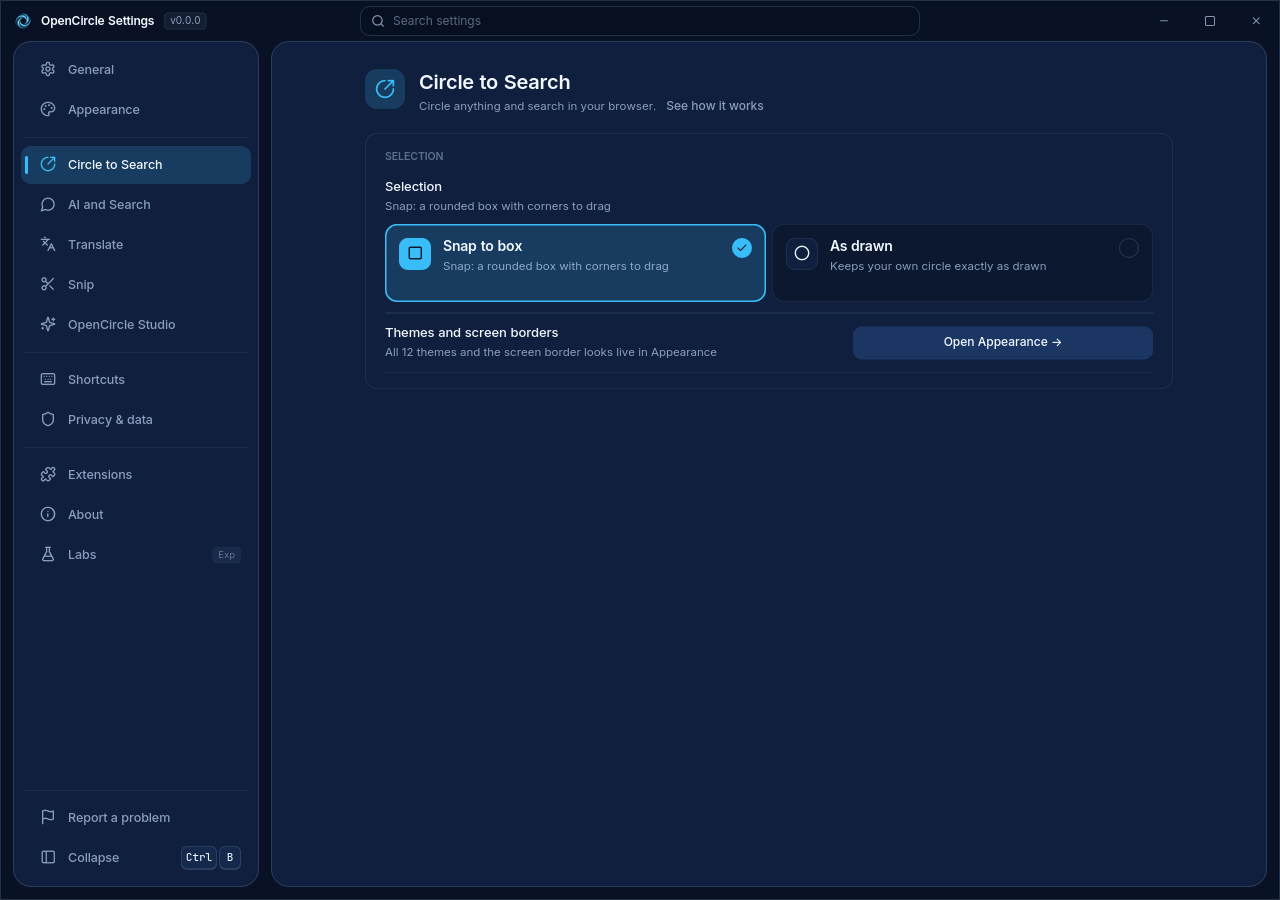 OpenCircle Settings
v0.0.0
Search settings
General
Appearance
Circle to Search
AI and Search
Translate
Snip
OpenCircle Studio
Shortcuts
Privacy & data
Extensions
About
Labs
Exp
Report a problem
Collapse
Ctrl B
Circle to Search
Circle anything and search in your browser. See how it works
SELECTION
Selection
Snap: a rounded box with corners to drag
Snap to box
Snap: a rounded box with corners to drag
As drawn
Keeps your own circle exactly as drawn
Themes and screen borders
All 12 themes and the screen border looks live in Appearance
Open Appearance →